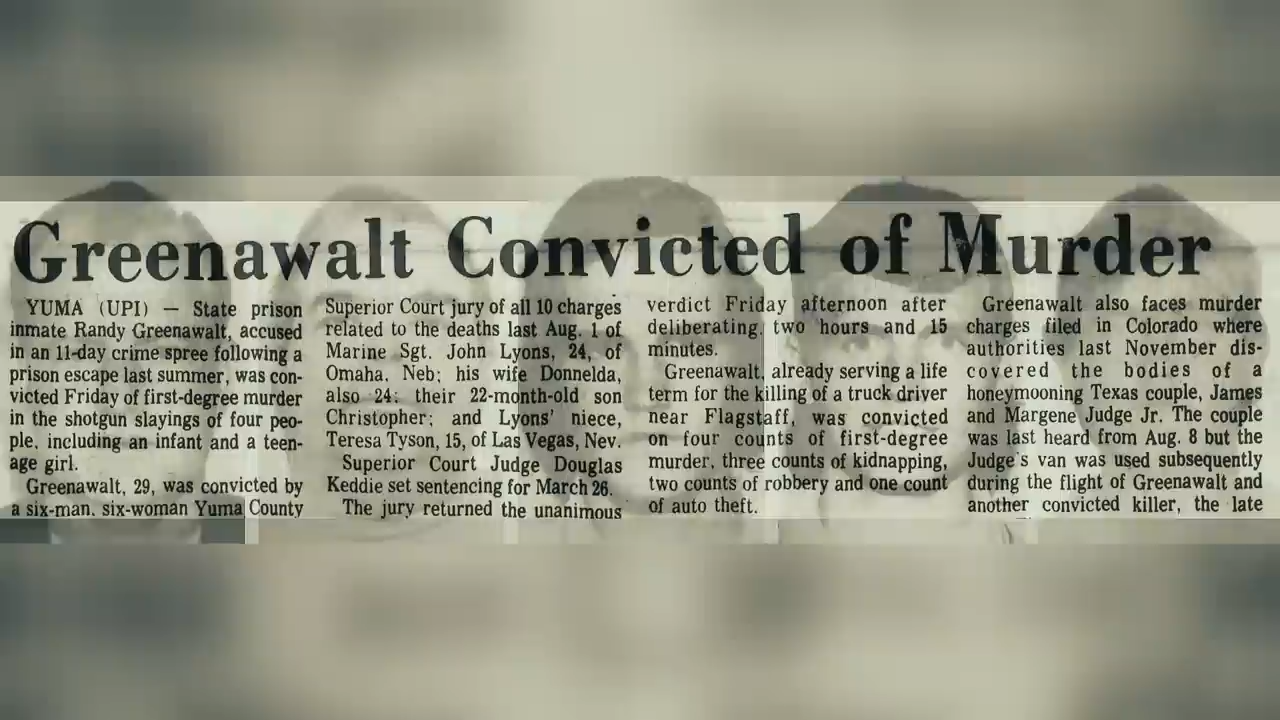 Greenawalt Convicted of Murder
YUMA (UPI) — State prison
inmate Randy Greenawalt, accused
in an 11-day crime spree following a
prison escape last summer, was con-
victed Friday of first-degree murder
in the shotgun slayings of four peo-
ple, including an infant and a teen-
age girl.
Greenawalt, 29, was convicted by
a six-man, six-woman Yuma County
Superior Court jury of all 10 charges
related to the deaths last Aug. 1 of
Marine Sgt. John Lyons, 24, of
Omaha, Neb; his wife Donnelda,
also 24; their 22-month-old son
Christopher; and Lyons' niece,
Teresa Tyson, 15, of Las Vegas, Nev.
Superior Court Judge Douglas
Keddie set sentencing for March 26.
The jury returned the unanimous
verdict Friday afternoon after
deliberating two hours and 15
minutes.
Greenawalt, already serving a life
term for the killing of a truck driver
near Flagstaff, was convicted
on four counts of first-degree
murder, three counts of kidnapping,
two counts of robbery and one count
of auto theft.
Greenawalt also faces murder
charges filed in Colorado where
authorities last November dis-
covered the bodies of a
honeymooning Texas couple, James
and Margene Judge Jr. The couple
was last heard from Aug. 8 but the
Judge's van was used subsequently
during the flight of Greenawalt and
another convicted killer, the late